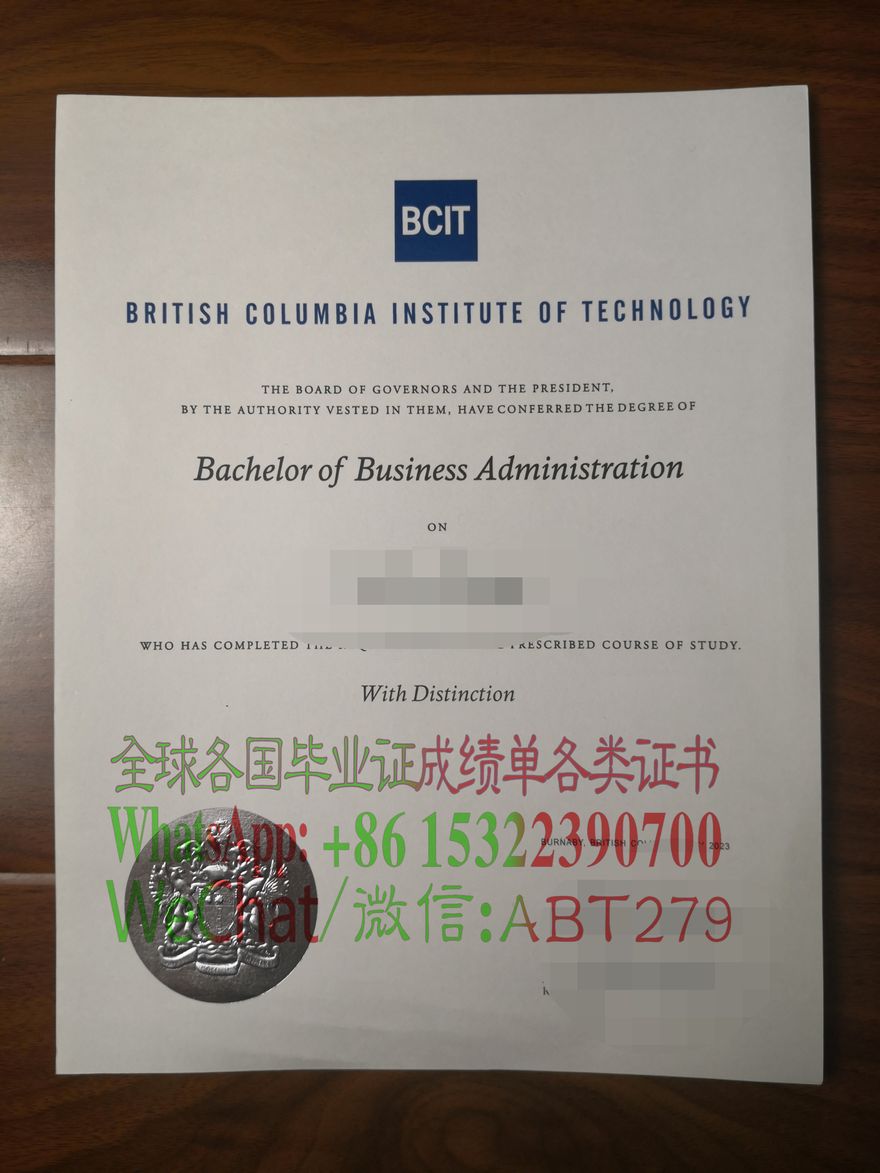 BCIT
BRITISH COLUMBIA INSTITUTE OF TECHNOLOGY
THE BOARD OF GOVERNORS AND THE PRESIDENT,
BY THE AUTHORITY VESTED IN THEM, HAVE CONFERRED THE DEGREE OF
Bachelor of Business Administration
ON
WHO HAS COMPLETED PRESCRIBED COURSE OF STUDY.
With Distinction
全球各国毕业证成绩单各类证书
WhatsApp: +86 15322390700
BURNABY, BRITISH 2023
WeChat/微信:ABT279